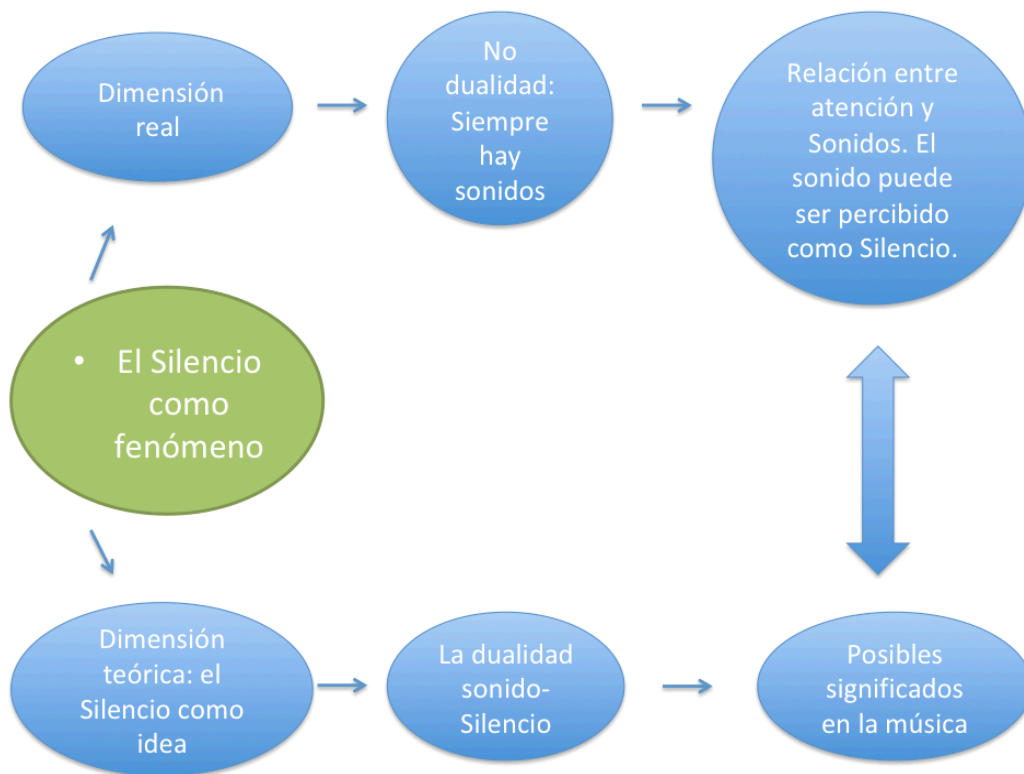 Dimensión
real
No
dualidad:
Siempre
hay
sonidos
Relación entre
atención y
Sonidos. El
sonido puede
ser percibido
como Silencio.
• El Silencio
como
fenómeno
Dimensión
teórica: el
Silencio como
idea
La dualidad
sonido-
Silencio
Posibles
significados
en la música